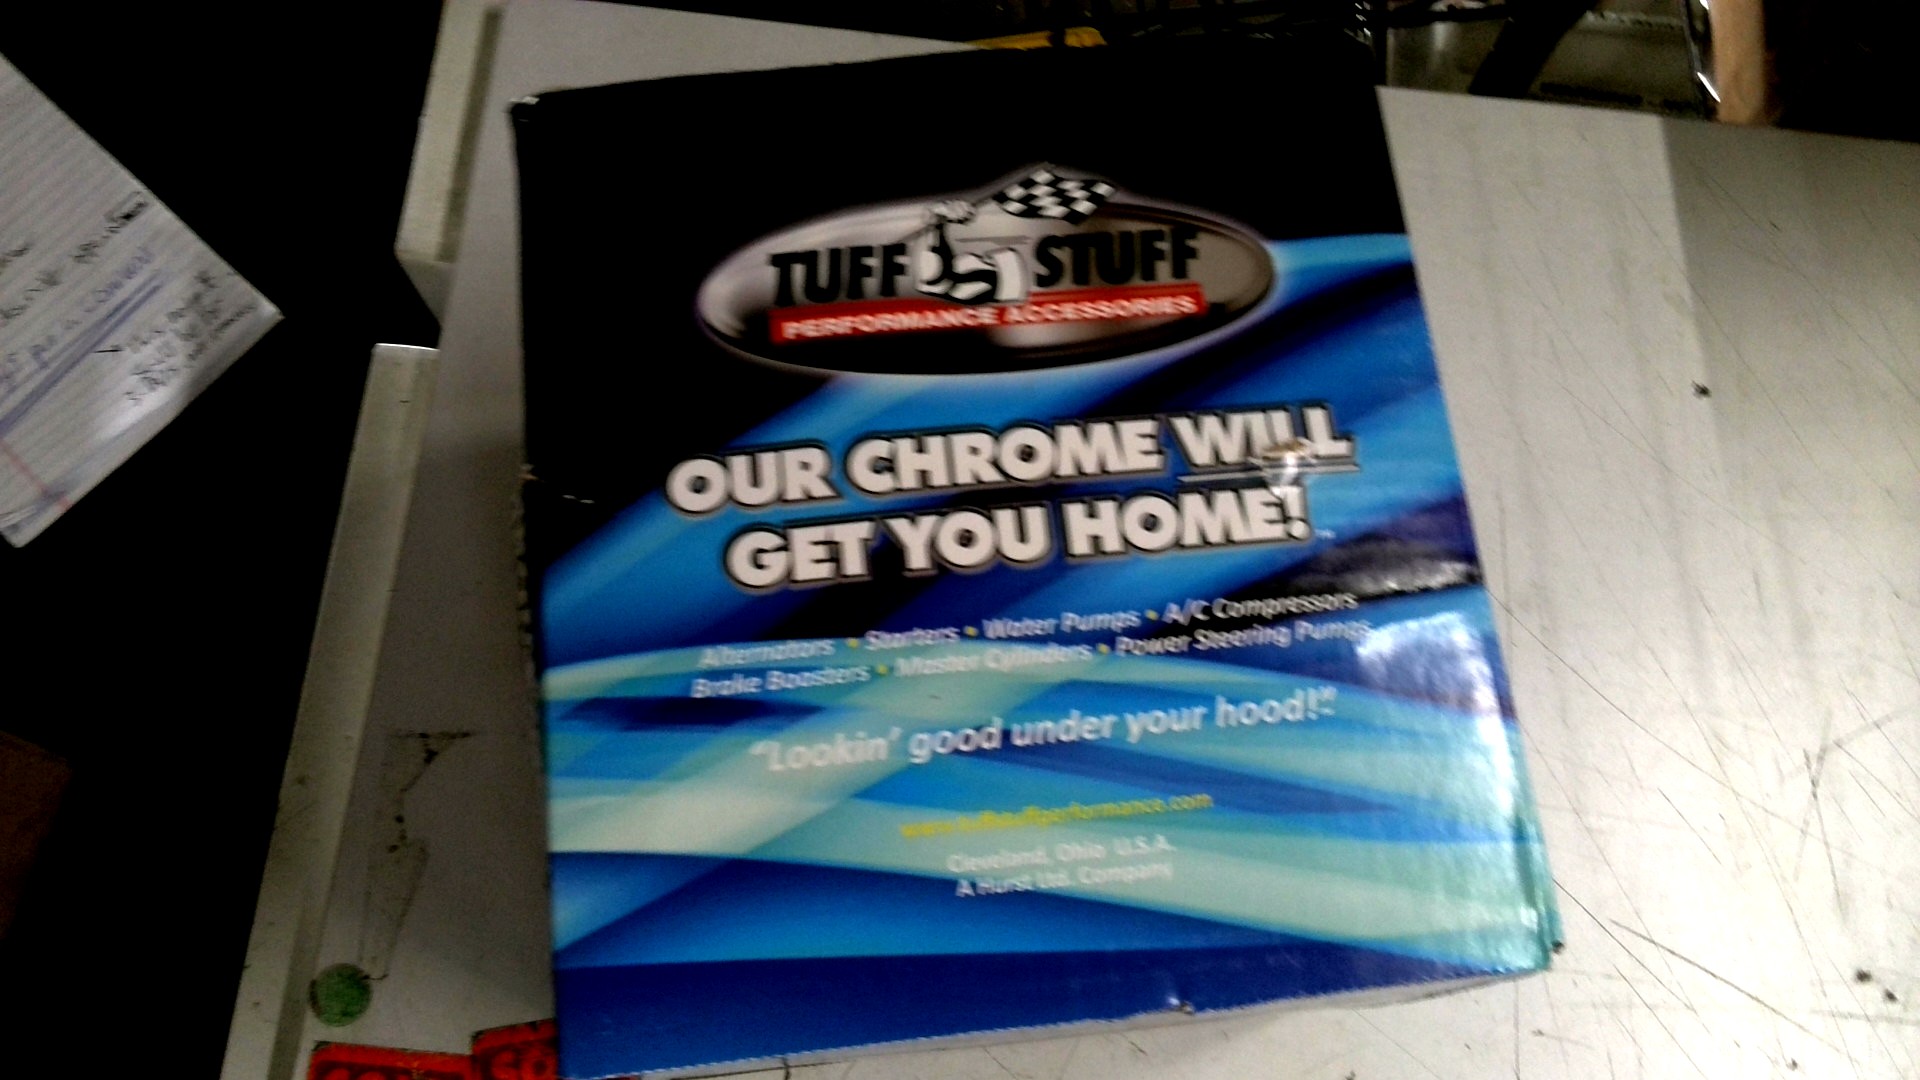 TUFF STUFF
PERFORMANCE ACCESSORIES
OUR CHROME WILL
GET YOU HOME!
Alternators • Starters • Water Pumps • A/C Compressors
Brake Boosters • Master Cylinders • Power Steering Pumps
"Lookin' good under your hood!"
www.tuffstuffperformance.com
Cleveland, Ohio U.S.A.
A Hurst Ltd. Company